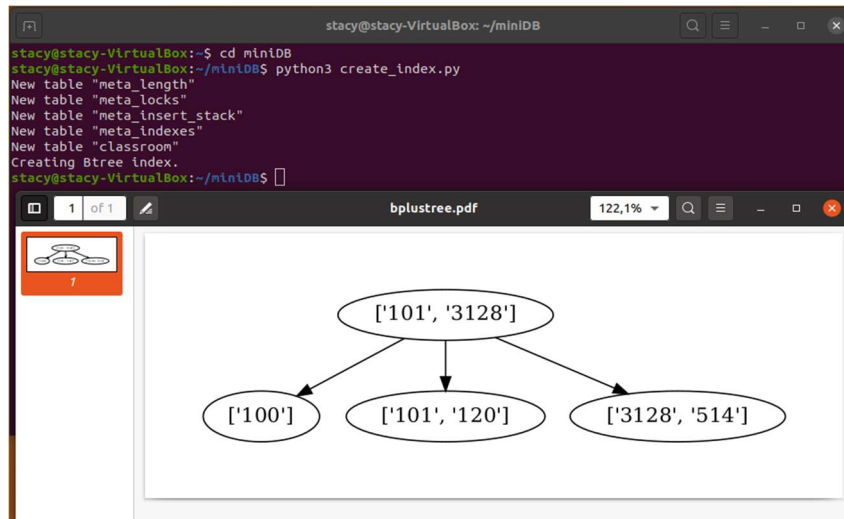 stacy@stacy-VirtualBox: ~/miniDB
stacy@stacy-VirtualBox:~$ cd miniDB
stacy@stacy-VirtualBox:~/miniDB$ python3 create_index.py
New table "meta_length"
New table "meta_locks"
New table "meta_insert_stack"
New table "meta_indexes"
New table "classroom"
Creating Btree index.
stacy@stacy-VirtualBox:~/miniDB$
1 of 1 bplustree.pdf 122,1%
1
['101', '3128']
['100'] ['101', '120'] ['3128', '514']